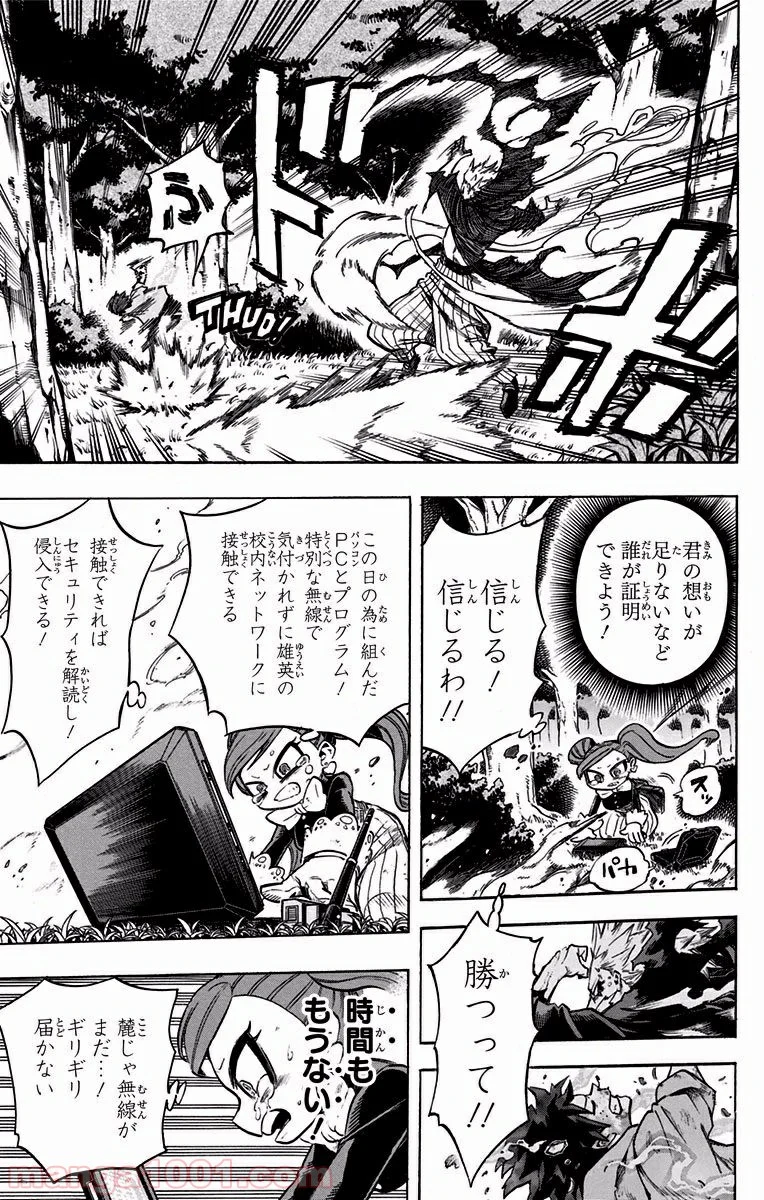 ドボ
ふっ
THUD!
君の想いが
足りないなど
誰が証明
できよう!
信じる!
信じるわ!!
スッ
パカ
この日の為に組んだ
PCとプログラム!
特別な無線で
気付かれずに雄英の
校内ネットワークに
接触できる
接触できれば
セキュリティを解読し!
侵入できる!
勝つって!!
時間も
もうない!
麓じゃ無線が
まだ…!
ギリギリ
届かない
manga1001.com